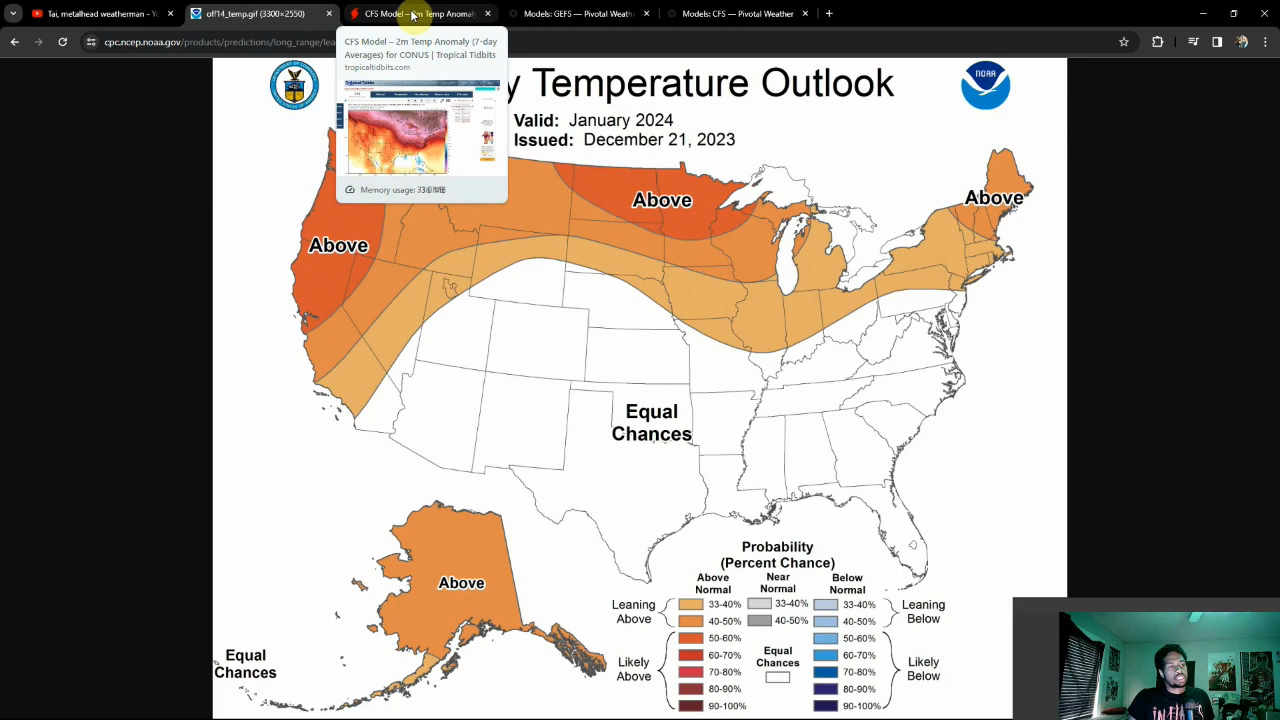 Tai, metalhead weatherman - Yo
off14_temp.gif (3300×2550)
CFS Model – 2m Temp Anomal
Models: GEFS — Pivotal Weath
Models: CFS — Pivotal Weather
cpc.ncep.noaa.gov/products/predictions/long_range/lea
CFS Model – 2m Temp Anomaly (7-day
Averages) for CONUS | Tropical Tidbits
tropicaltidbits.com
Memory usage:
y Temperature Outlook
Valid: January 2024
Issued: December 21, 2023
NOAA
Above
Above
Above
Equal
Chances
Above
Equal
Chances
Probability
(Percent Chance)
Above
Normal
Near
Normal
Below
Normal
Leaning
Above
33-40%
40-50%
33-40%
40-50%
33-40%
40-50%
Leaning
Below
Likely
Above
50-60%
60-70%
70-80%
80-90%
90-100%
Equal
Chances
50-60%
60-70%
70-80%
80-90%
90-100%
Likely
Below